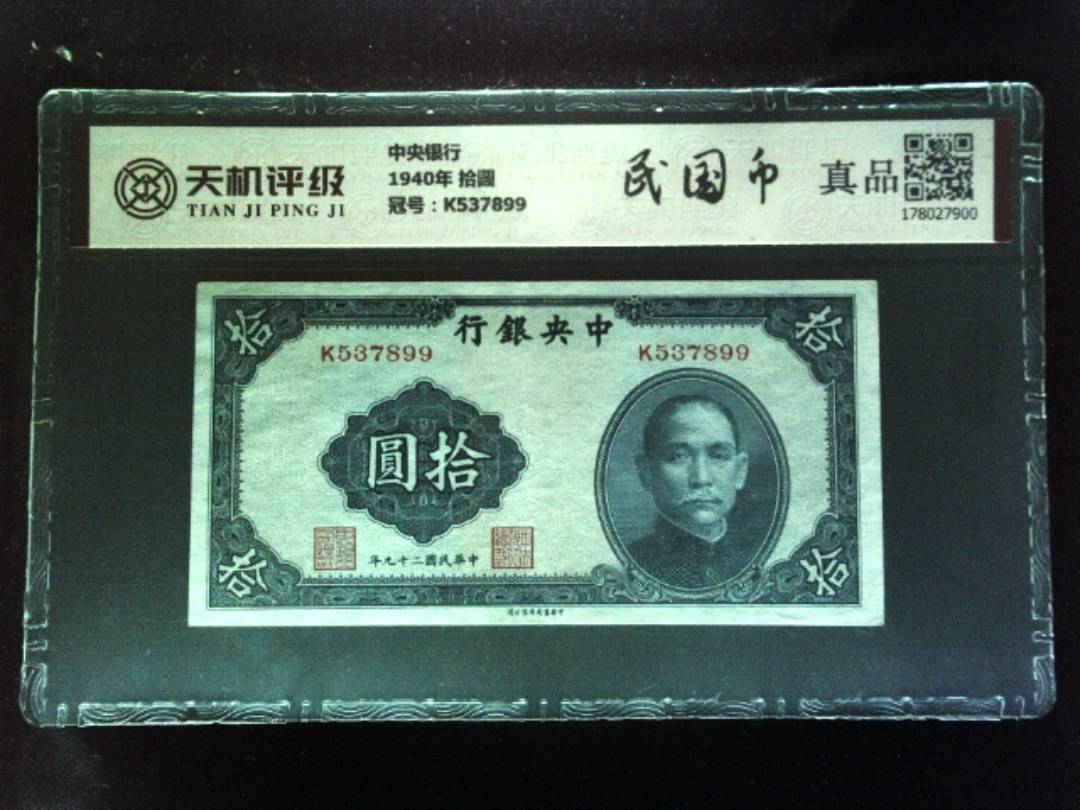 天机评级
TIAN JI PING JI
中央银行
1940年 拾圆
冠号：K537899
民国币
真品
178027900
行銀央中
K537899
K537899
拾
拾
圓拾
年九十二國民華中
拾
拾